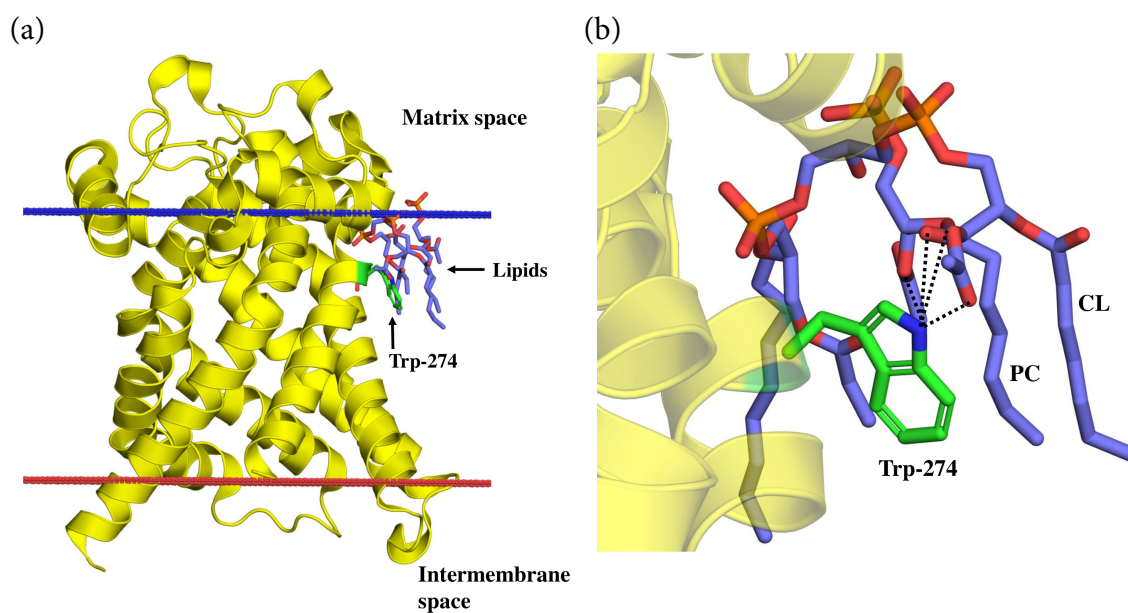 (a)
Matrix space
Lipids
Trp-274
Intermembrane
space
(b)
CL
PC
Trp-274